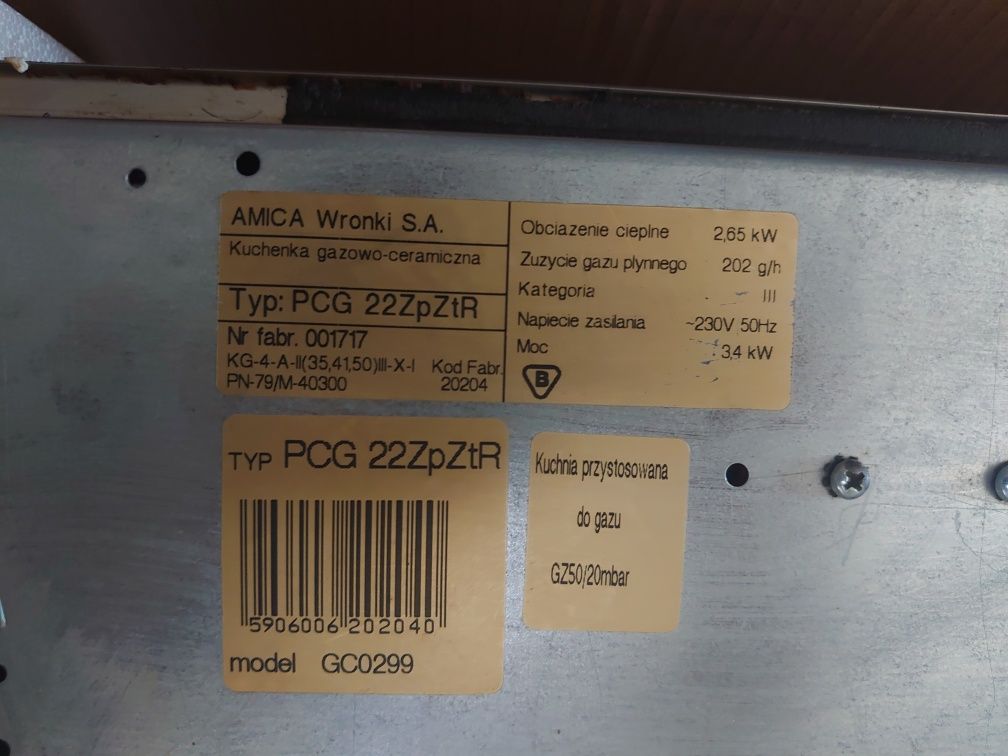 AMICA Wronki S.A.
Kuchenka gazowo-ceramiczna
Typ: PCG 22ZpZtR
Nr fabr. 001717
KG-4-A-II(35,41,50)III-X-I Kod Fabr.
PN-79/M-40300 20204
Obciazenie cieplne 2,65 kW
Zuzycie gazu plynnego 202 g/h
Kategoria III
Napiecie zasilania ~230V 50Hz
Moc 3,4 kW
B
TYP PCG 22ZpZtR
5906006202040
model GC0299
Kuchnia przystosowana
do gazu
GZ50/20mbar